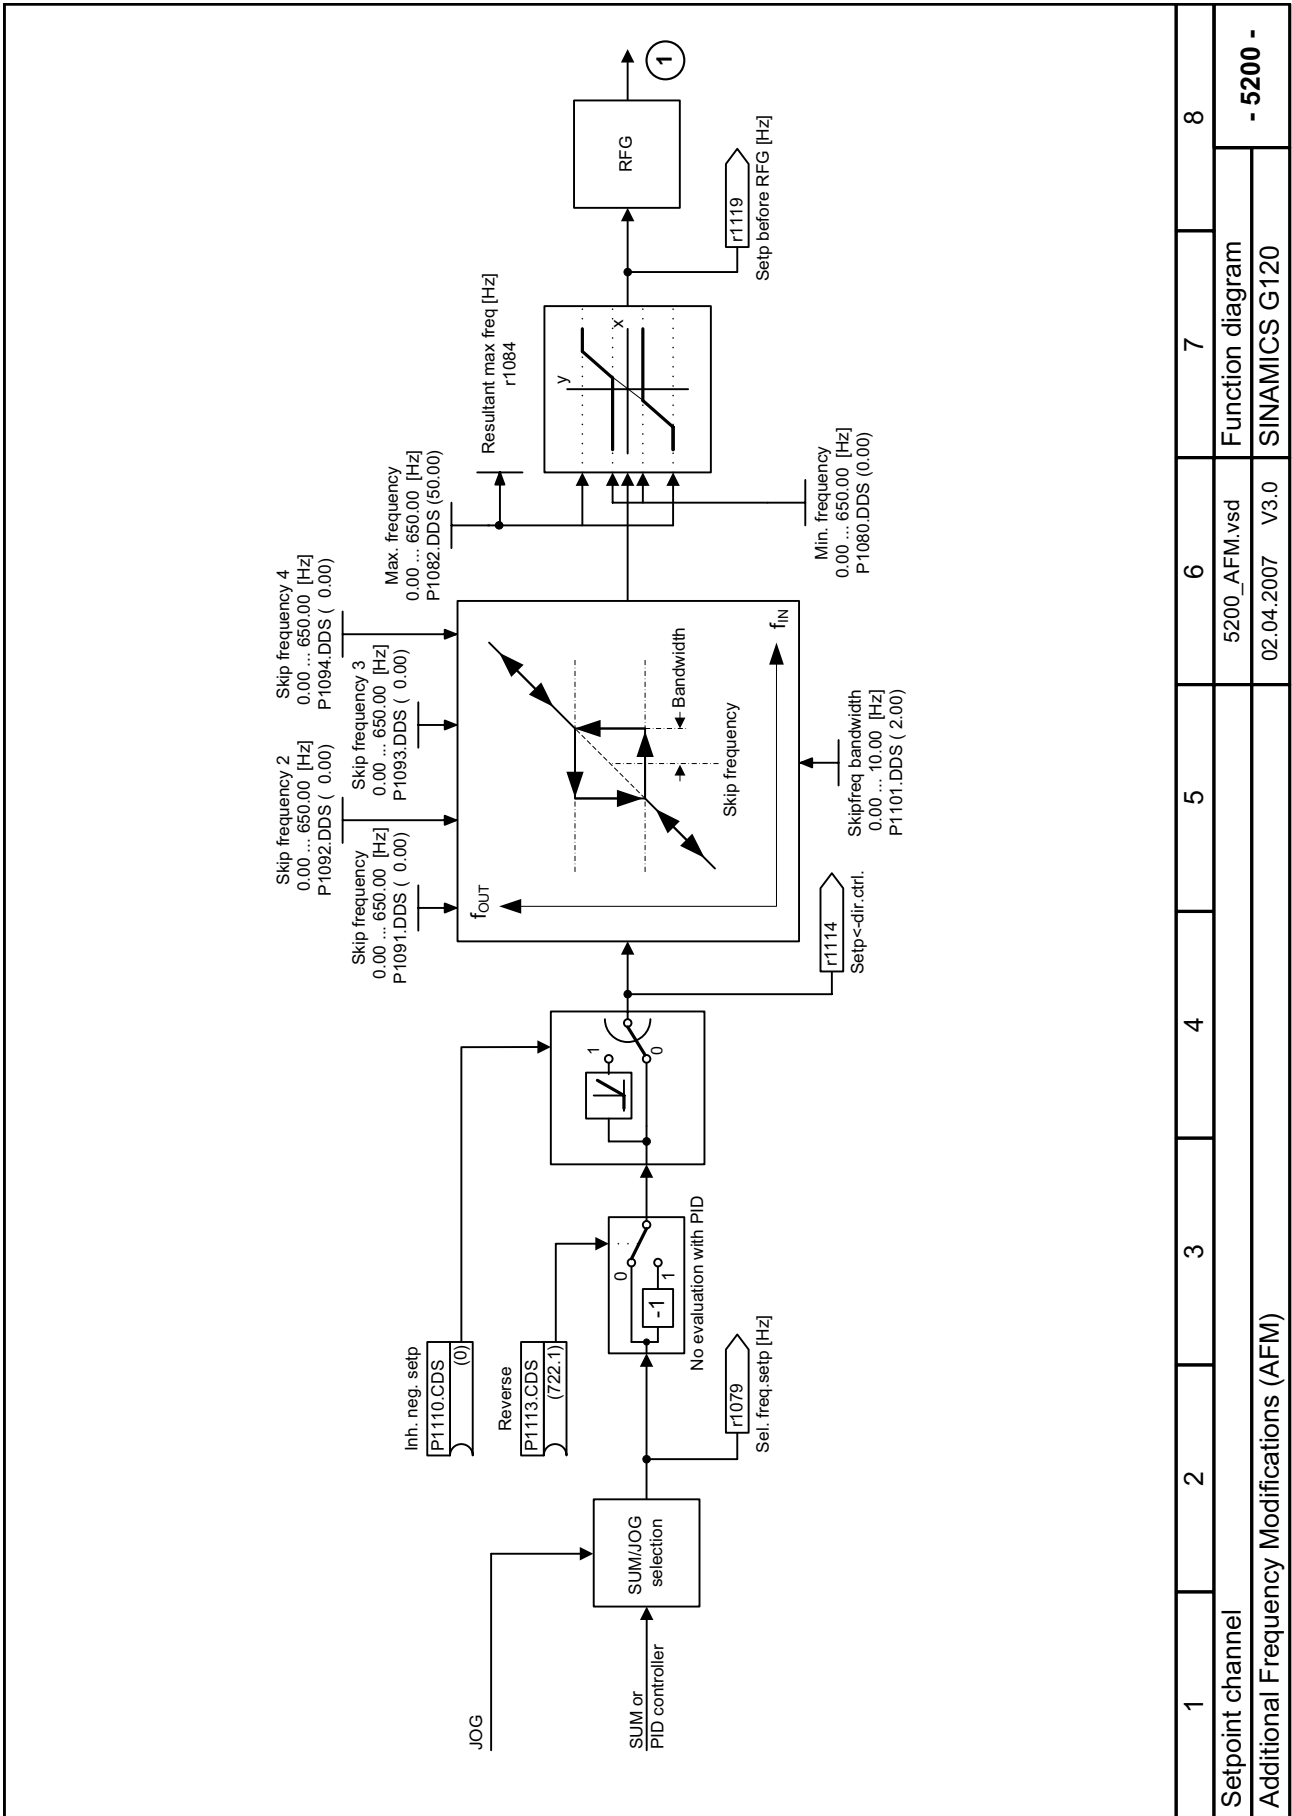 JOG
SUM or
PID controller
SUM/JOG
selection
r1079
Sel. freq.setp [Hz]
Inh. neg. setp
P1110.CDS
(0)
Reverse
P1113.CDS
(722.1)
0
1
-1
No evaluation with PID
1
0
r1114
Setp<-dir.ctrl.
Skip frequency
0.00 ... 650.00 [Hz]
P1091.DDS ( 0.00)
Skip frequency 2
0.00 ... 650.00 [Hz]
P1092.DDS ( 0.00)
Skip frequency 3
0.00 ... 650.00 [Hz]
P1093.DDS ( 0.00)
Skip frequency 4
0.00 ... 650.00 [Hz]
P1094.DDS ( 0.00)
fOUT
fIN
Bandwidth
Skip frequency
Skipfreq bandwidth
0.00 ... 10.00 [Hz]
P1101.DDS ( 2.00)
Max. frequency
0.00 ... 650.00 [Hz]
P1082.DDS (50.00)
Resultant max freq [Hz]
r1084
Min. frequency
0.00 ... 650.00 [Hz]
P1080.DDS (0.00)
y
x
r1119
Setp before RFG [Hz]
RFG
1
1 2 3 4 5 6 7 8
Setpoint channel
5200_AFM.vsd
Function diagram
- 5200 -
Additional Frequency Modifications (AFM)
02.04.2007 V3.0
SINAMICS G120